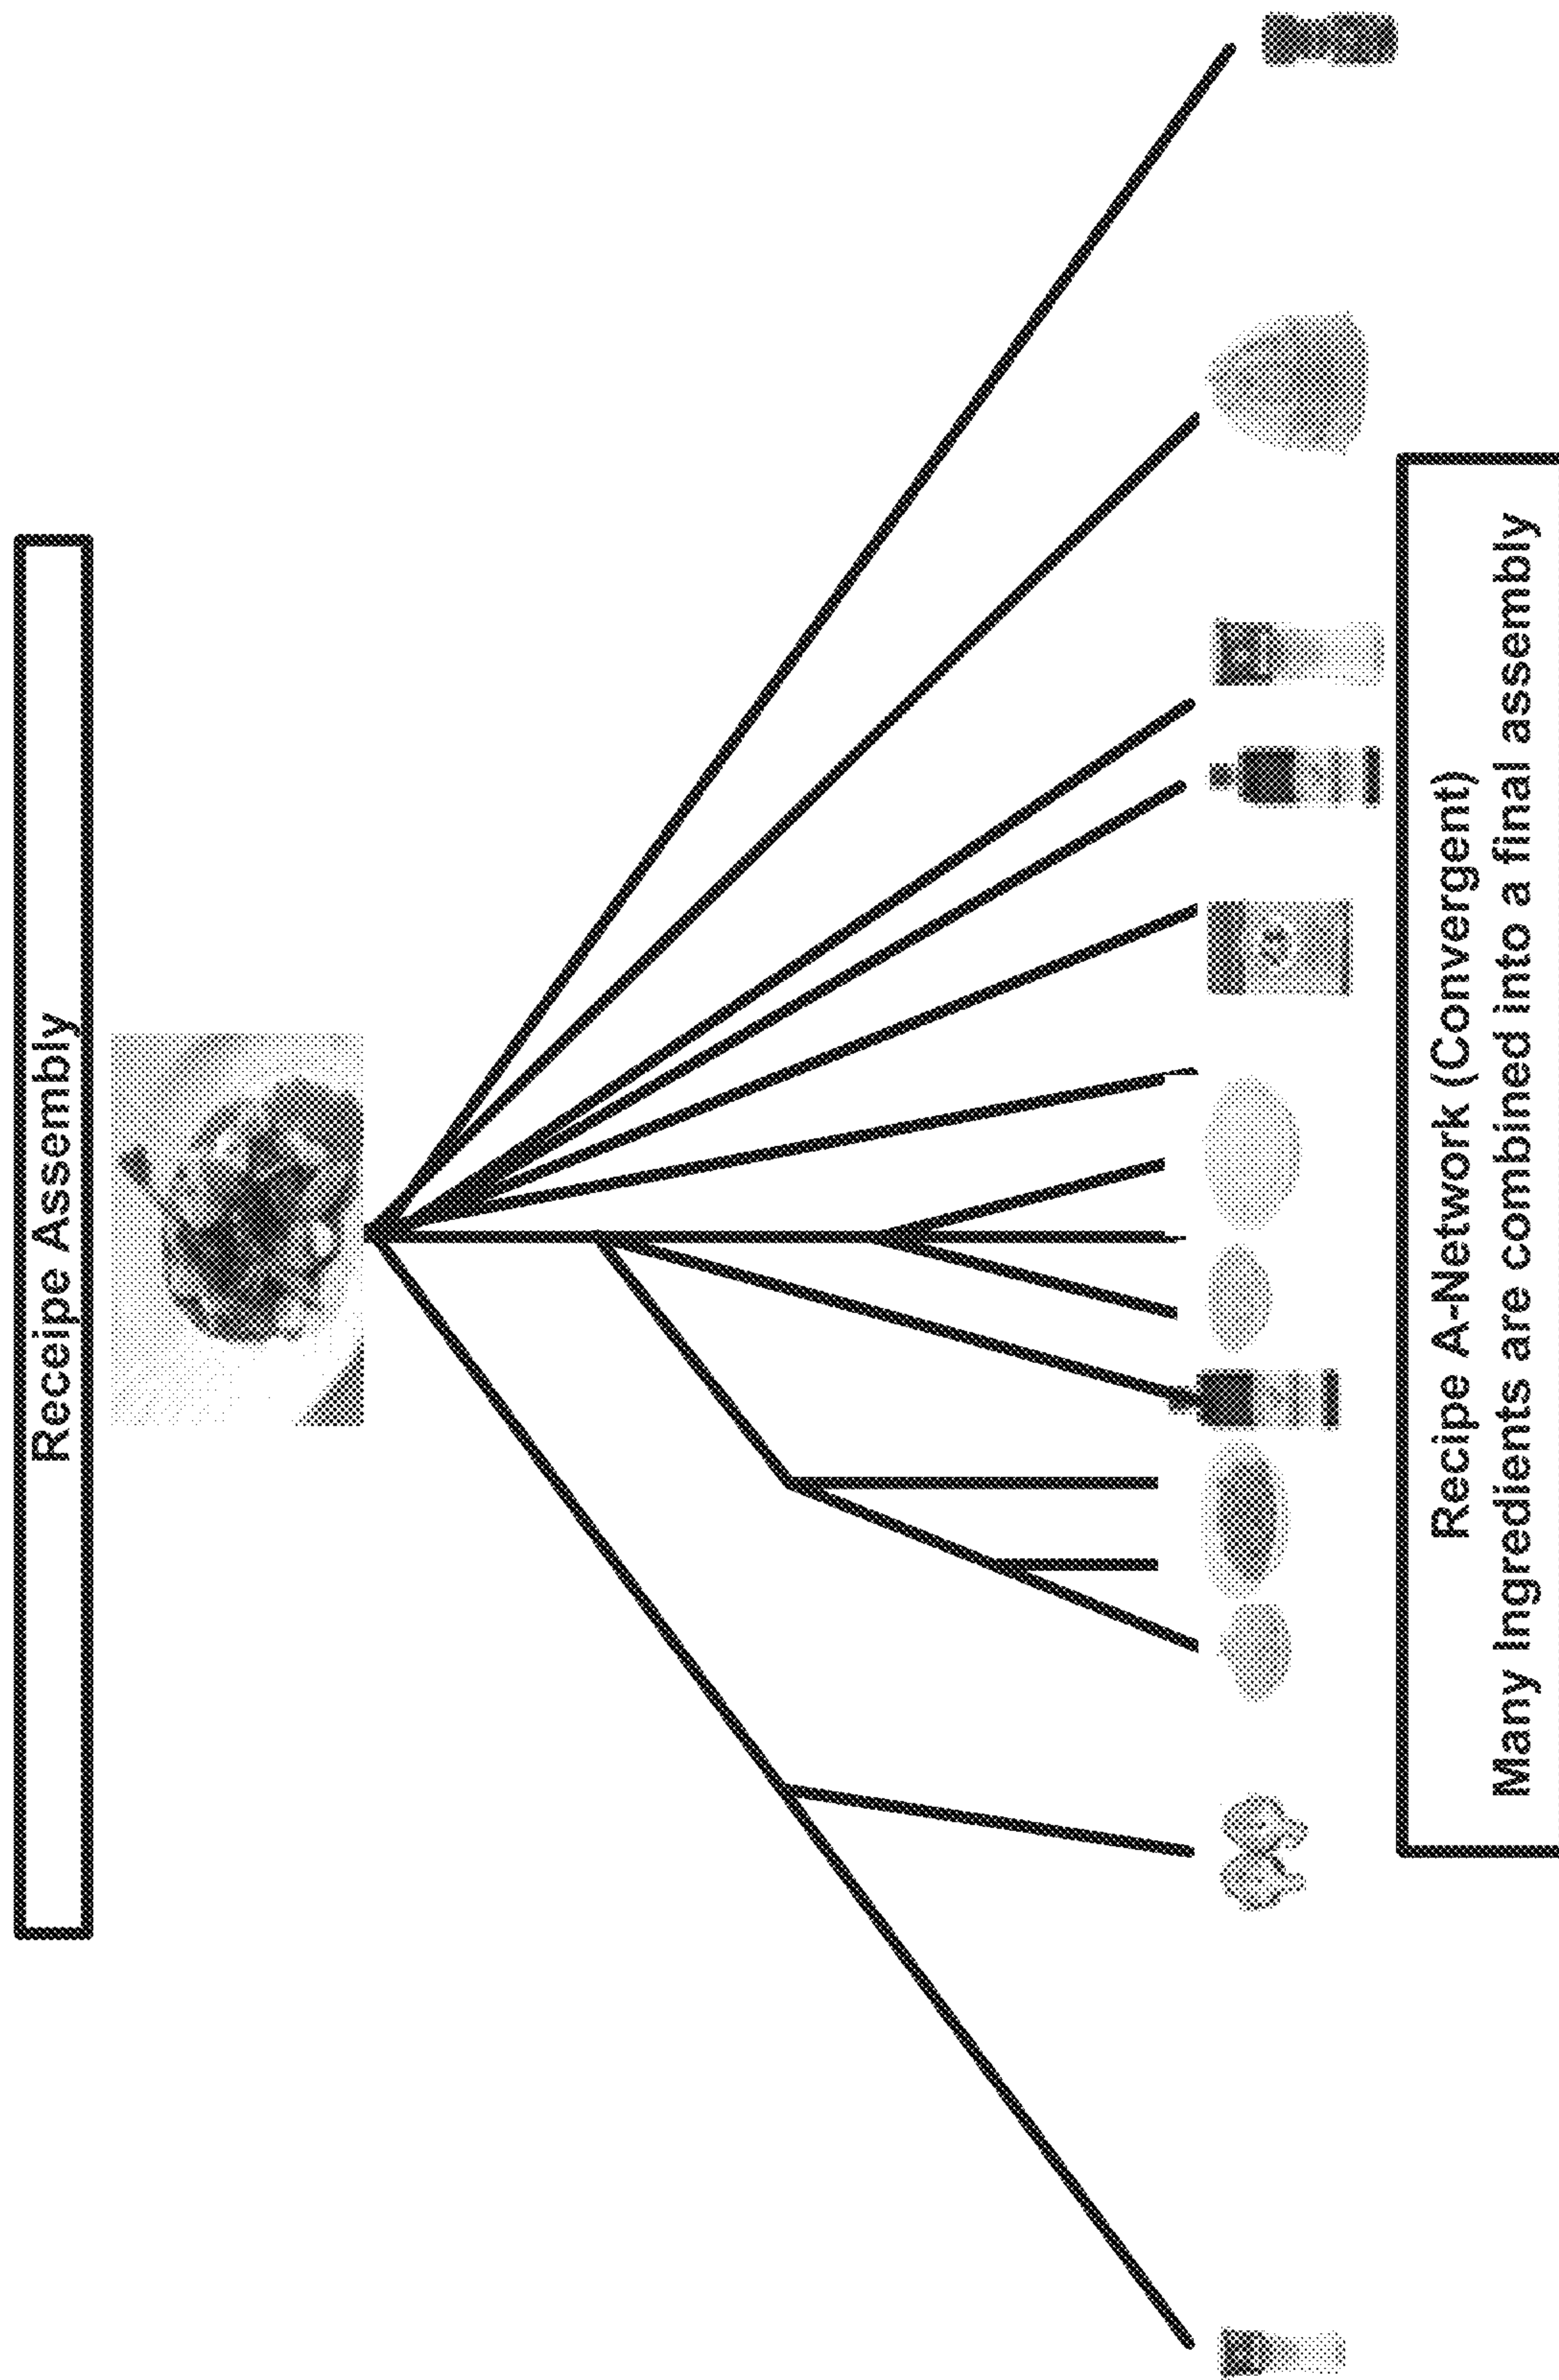 Receipe Assembly
Recipe A-Network (Convergent)
Many Ingredients are combined into a final assembly